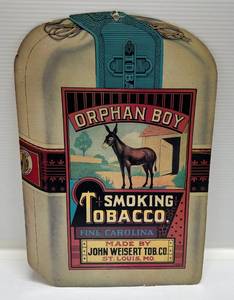 ORPHAN BOY
SMOKING
TOBACCO.
FINE CAROLINA
MADE BY
JOHN WEISERT TOB. CO.
ST. LOUIS, MO.